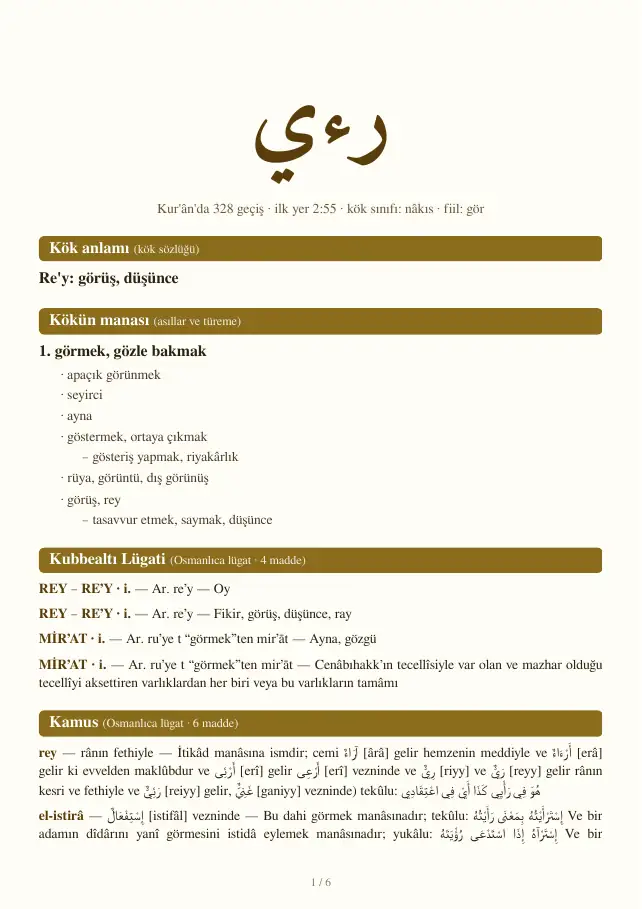 رءي
Kur'ân'da 328 geçiş · ilk yer 2:55 · kök sınıfı: nâkıs · fiil: gör
Kök anlamı (kök sözlüğü)
Re'y: görüş, düşünce
Kökün manası (asıllar ve türeme)
1. görmek, gözle bakmak
· apaçık görünmek
· seyirci
· ayna
· göstermek, ortaya çıkmak
– gösteriş yapmak, riyakârlık
· rüya, görüntü, dış görünüş
· görüş, rey
– tasavvur etmek, saymak, düşünce
Kubbealtı Lügati (Osmanlıca lügat · 4 madde)
REY – RE’Y · i. — Ar. re’y — Oy
REY – RE’Y · i. — Ar. re’y — Fikir, görüş, düşünce, ray
MİR’AT · i. — Ar. ru’ye t “görmek”ten mir’āt — Ayna, gözgü
MİR’AT · i. — Ar. ru’ye t “görmek”ten mir’āt — Cenâbıhakk’ın tecellîsiyle var olan ve mazhar olduğu
tecellîyi aksettiren varlıklardan her biri veya bu varlıkların tamâmı
Kamus (Osmanlıca lügat · 6 madde)
rey — rânın fethiyle — İtikâd manâsına ismdir; cemi آرَاءٌ [ârâ] gelir hemzenin meddiyle ve أَرْءَاءٌ [erâ]
gelir ki evvelden maklûbdur ve أَرْئِى [erî] gelir أَرْعِى [erî] vezninde ve رِيٌّ [riyy] ve رَيٌّ [reyy] gelir rânın
kesri ve fethiyle ve رَئِيٌّ [reiyy] gelir, غَنِيٌّ [ganiyy] vezninde) tekûlu: هُوَ فِي رَأْيِي كَذَا أَيْ فِي اعْتِقَادِي
el-istirâ — إِسْتِفْعَالٌ [istifâl] vezninde — Bu dahi görmek manâsınadır; tekûlu: إِسْتَرْأَيْتُهُ بِمَعْنَى رَأَيْتُهُ Ve bir
adamın dîdârını yanî görmesini istidâ eylemek manâsınadır; yukâlu: إِسْتَرْآهُ إِذَا اسْتَدْعَى رُؤْيَتَهُ Ve bir
1 / 6